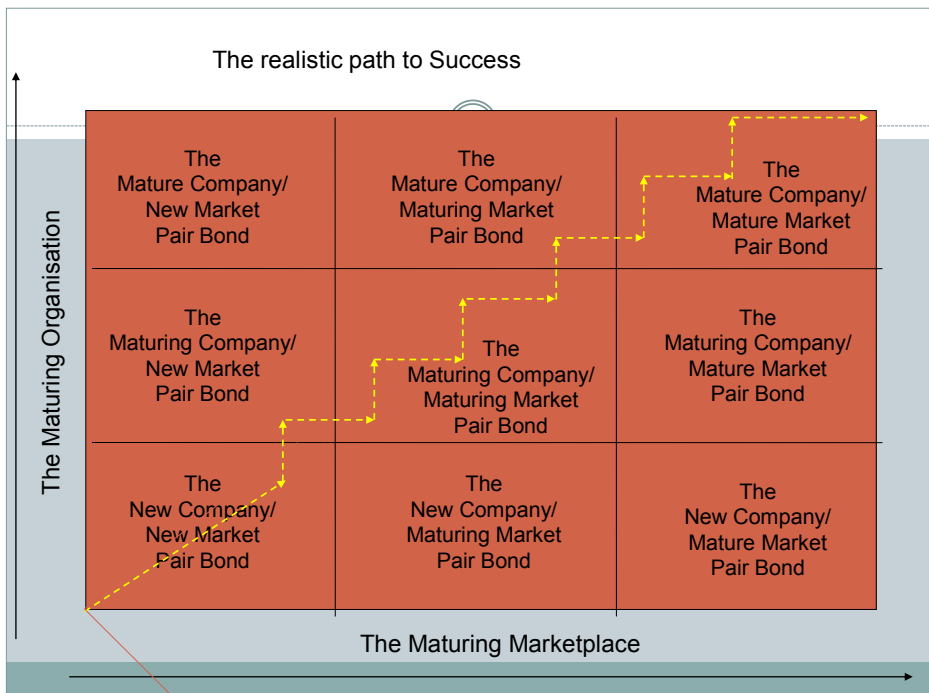 The realistic path to Success
The
Mature Company/
New Market
Pair Bond
The
Mature Company/
Maturing Market
Pair Bond
The
Mature Company/
Mature Market
Pair Bond
The Maturing Organisation
The
Maturing Company/
New Market
Pair Bond
The
Maturing Company/
Maturing Market
Pair Bond
The
Maturing Company/
Mature Market
Pair Bond
The
New Company/
New Market
Pair Bond
The
New Company/
Maturing Market
Pair Bond
The
New Company/
Mature Market
Pair Bond
The Maturing Marketplace